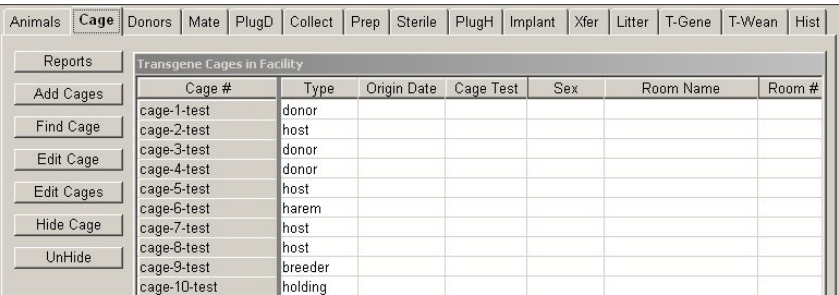 Animals Cage Donors Mate PlugD Collect Prep Sterile PlugH Implant Xfer Litter T-Gene T-Wean Hist
Reports
Add Cages
Find Cage
Edit Cage
Edit Cages
Hide Cage
UnHide
Transgene Cages in Facility
Cage # Type Origin Date Cage Test Sex Room Name Room #
cage-1-test donor
cage-2-test host
cage-3-test donor
cage-4-test donor
cage-5-test host
cage-6-test harem
cage-7-test host
cage-8-test host
cage-9-test breeder
cage-10-test holding